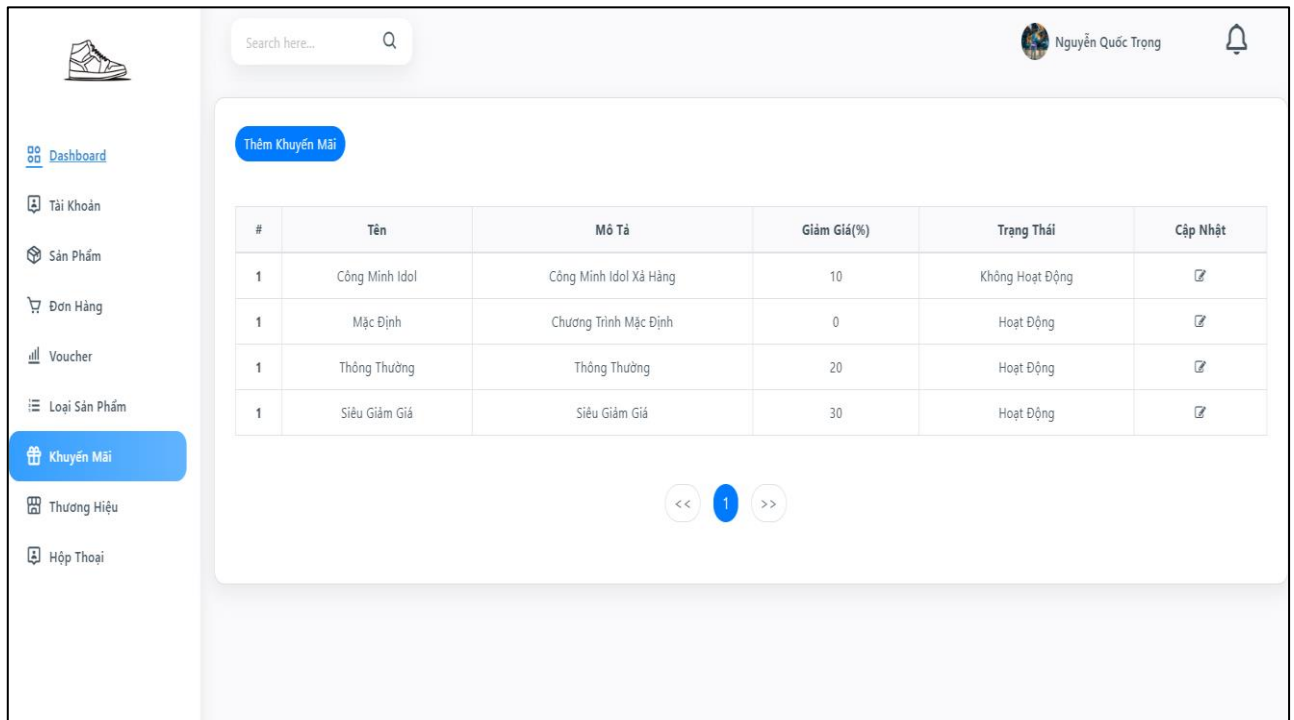 Search here...
Nguyễn Quốc Trọng
Dashboard
Tài Khoản
Sản Phẩm
Đơn Hàng
Voucher
Loại Sản Phẩm
Khuyến Mãi
Thương Hiệu
Hộp Thoại
Thêm Khuyến Mãi
# Tên Mô Tả Giảm Giá(%) Trạng Thái Cập Nhật
1 Công Minh Idol Công Minh Idol Xả Hàng 10 Không Hoạt Động
1 Mặc Định Chương Trình Mặc Định 0 Hoạt Động
1 Thông Thường Thông Thường 20 Hoạt Động
1 Siêu Giảm Giá Siêu Giảm Giá 30 Hoạt Động
<< 1 >>